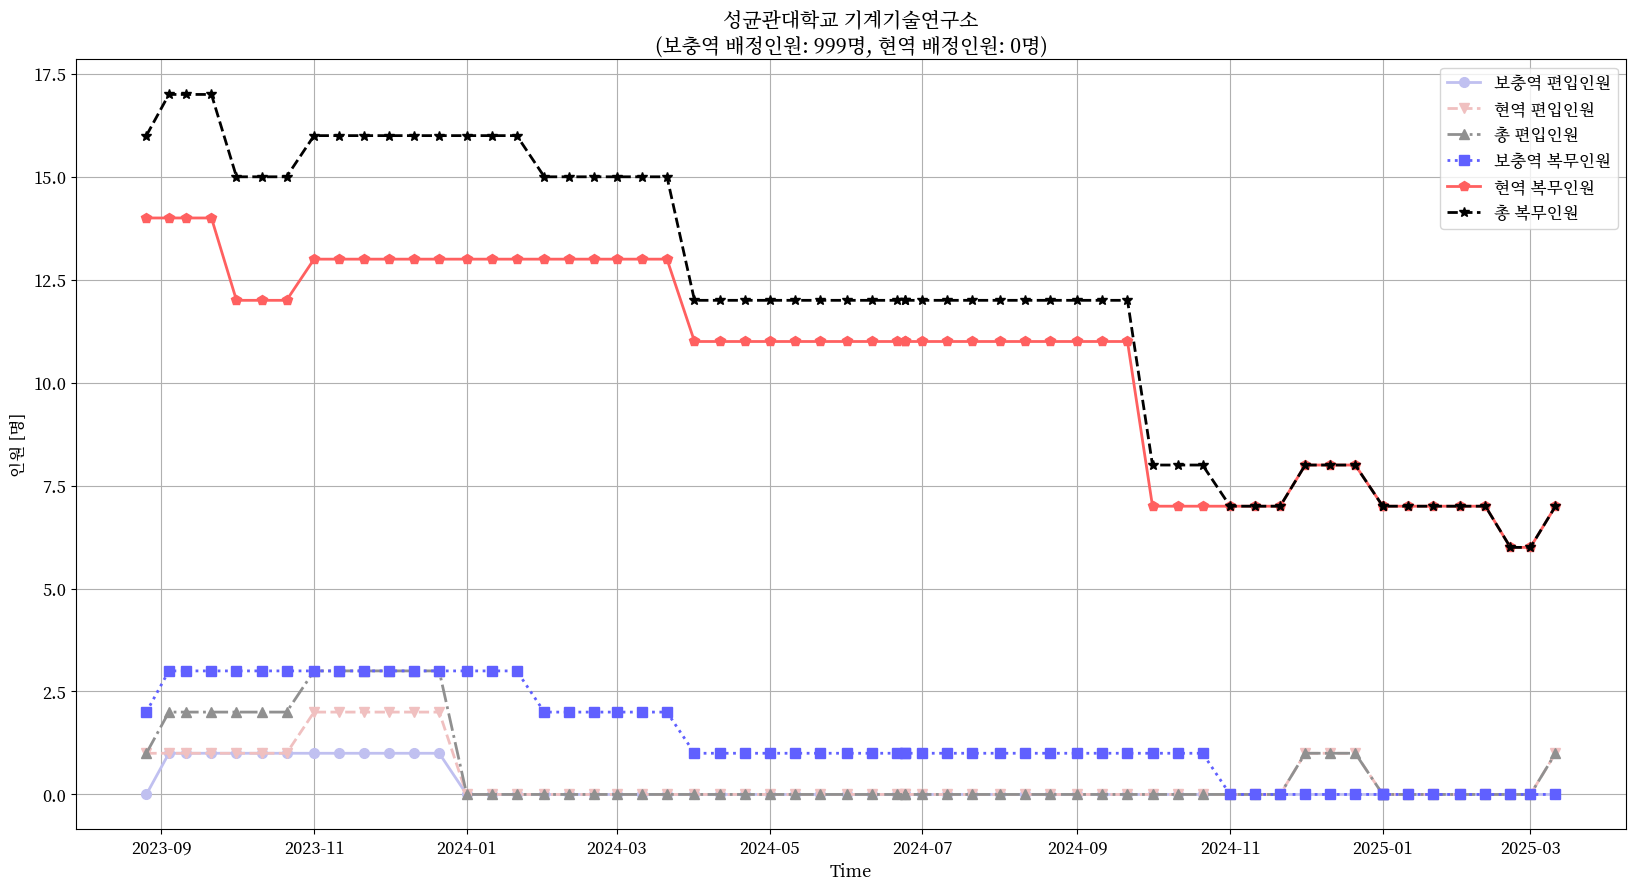 성균관대학교 기계기술연구소
(보충역 배정인원: 999명, 현역 배정인원: 0명)
17.5
15.0
12.5
10.0
7.5
5.0
2.5
0.0
인원 [명]
보충역 편입인원
현역 편입인원
총 편입인원
보충역 복무인원
현역 복무인원
총 복무인원
2023-09
2023-11
2024-01
2024-03
2024-05
2024-07
2024-09
2024-11
2025-01
2025-03
Time